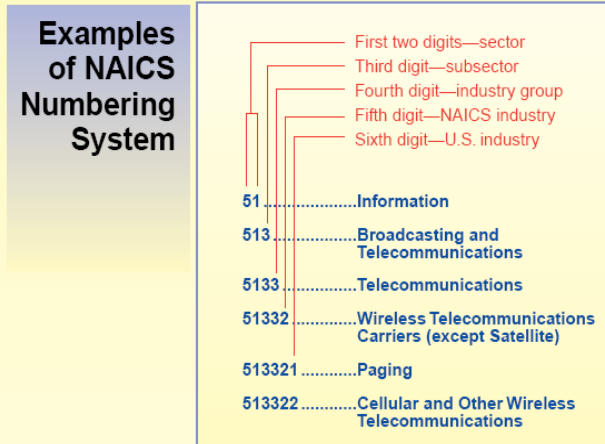 Examples
of NAICS
Numbering
System
First two digits—sector
Third digit—subsector
Fourth digit—industry group
Fifth digit—NAICS industry
Sixth digit—U.S. industry
51...................Information
513.................Broadcasting and
Telecommunications
5133...............Telecommunications
51332.............Wireless Telecommunications
Carriers (except Satellite)
513321...........Paging
513322...........Cellular and Other Wireless
Telecommunications